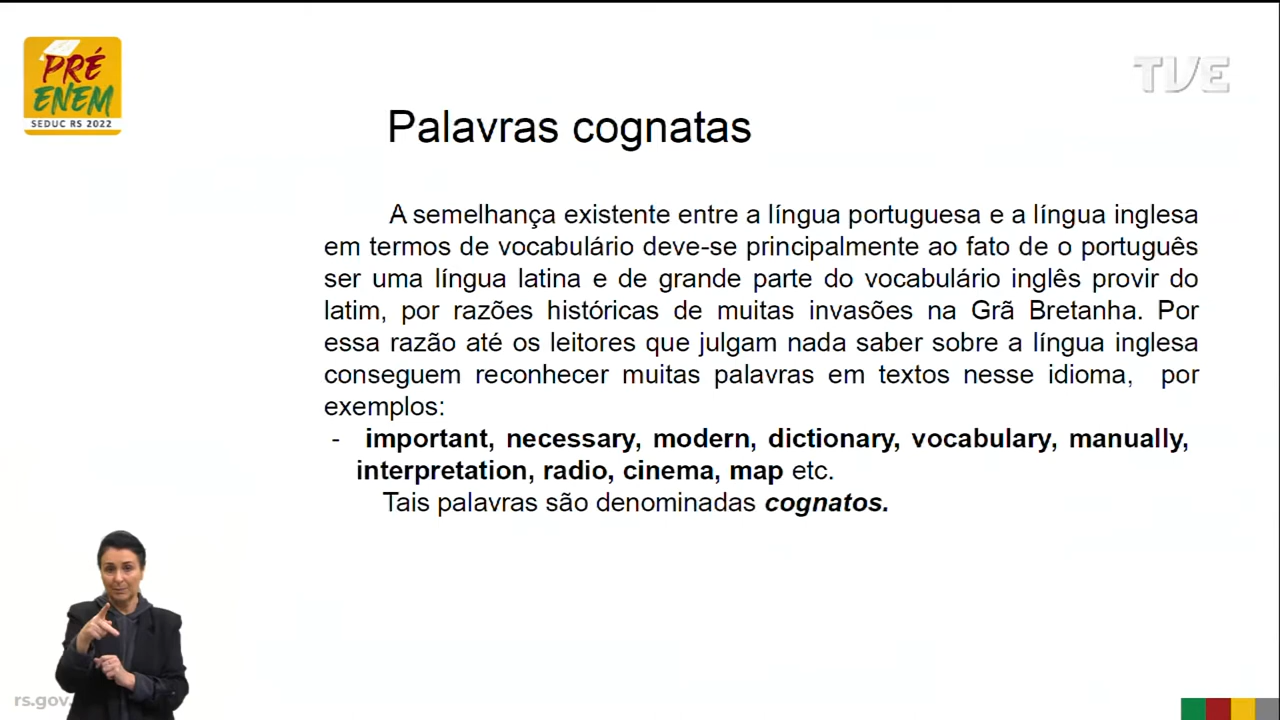 PRÉ
ENEM
SEDUC RS 2022
TVE
Palavras cognatas
A semelhança existente entre a língua portuguesa e a língua inglesa
em termos de vocabulário deve-se principalmente ao fato de o português
ser uma língua latina e de grande parte do vocabulário inglês provir do
latim, por razões históricas de muitas invasões na Grã Bretanha. Por
essa razão até os leitores que julgam nada saber sobre a língua inglesa
conseguem reconhecer muitas palavras em textos nesse idioma, por
exemplos:
- important, necessary, modern, dictionary, vocabulary, manually,
interpretation, radio, cinema, map etc.
Tais palavras são denominadas cognatos.
rs.gov.